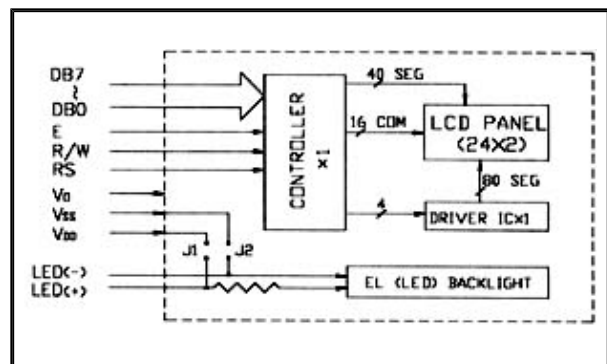 DB7
~
DB0
E
R/W
RS
Vo
Vss
VDD
LED(-)
LED(+)
CONTROLLER
x1
40 SEG
16 COM
LCD PANEL
(24X2)
80 SEG
4
DRIVER ICx1
J1
J2
EL (LED) BACKLIGHT